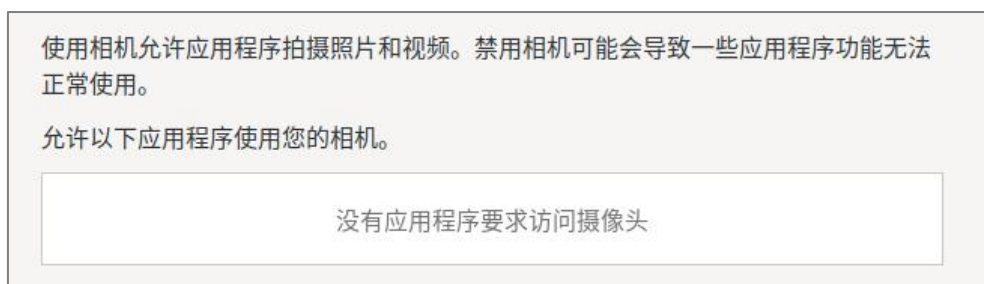 使用相机允许应用程序拍摄照片和视频。禁用相机可能会导致一些应用程序功能无法
正常使用。
允许以下应用程序使用您的相机。
没有应用程序要求访问摄像头